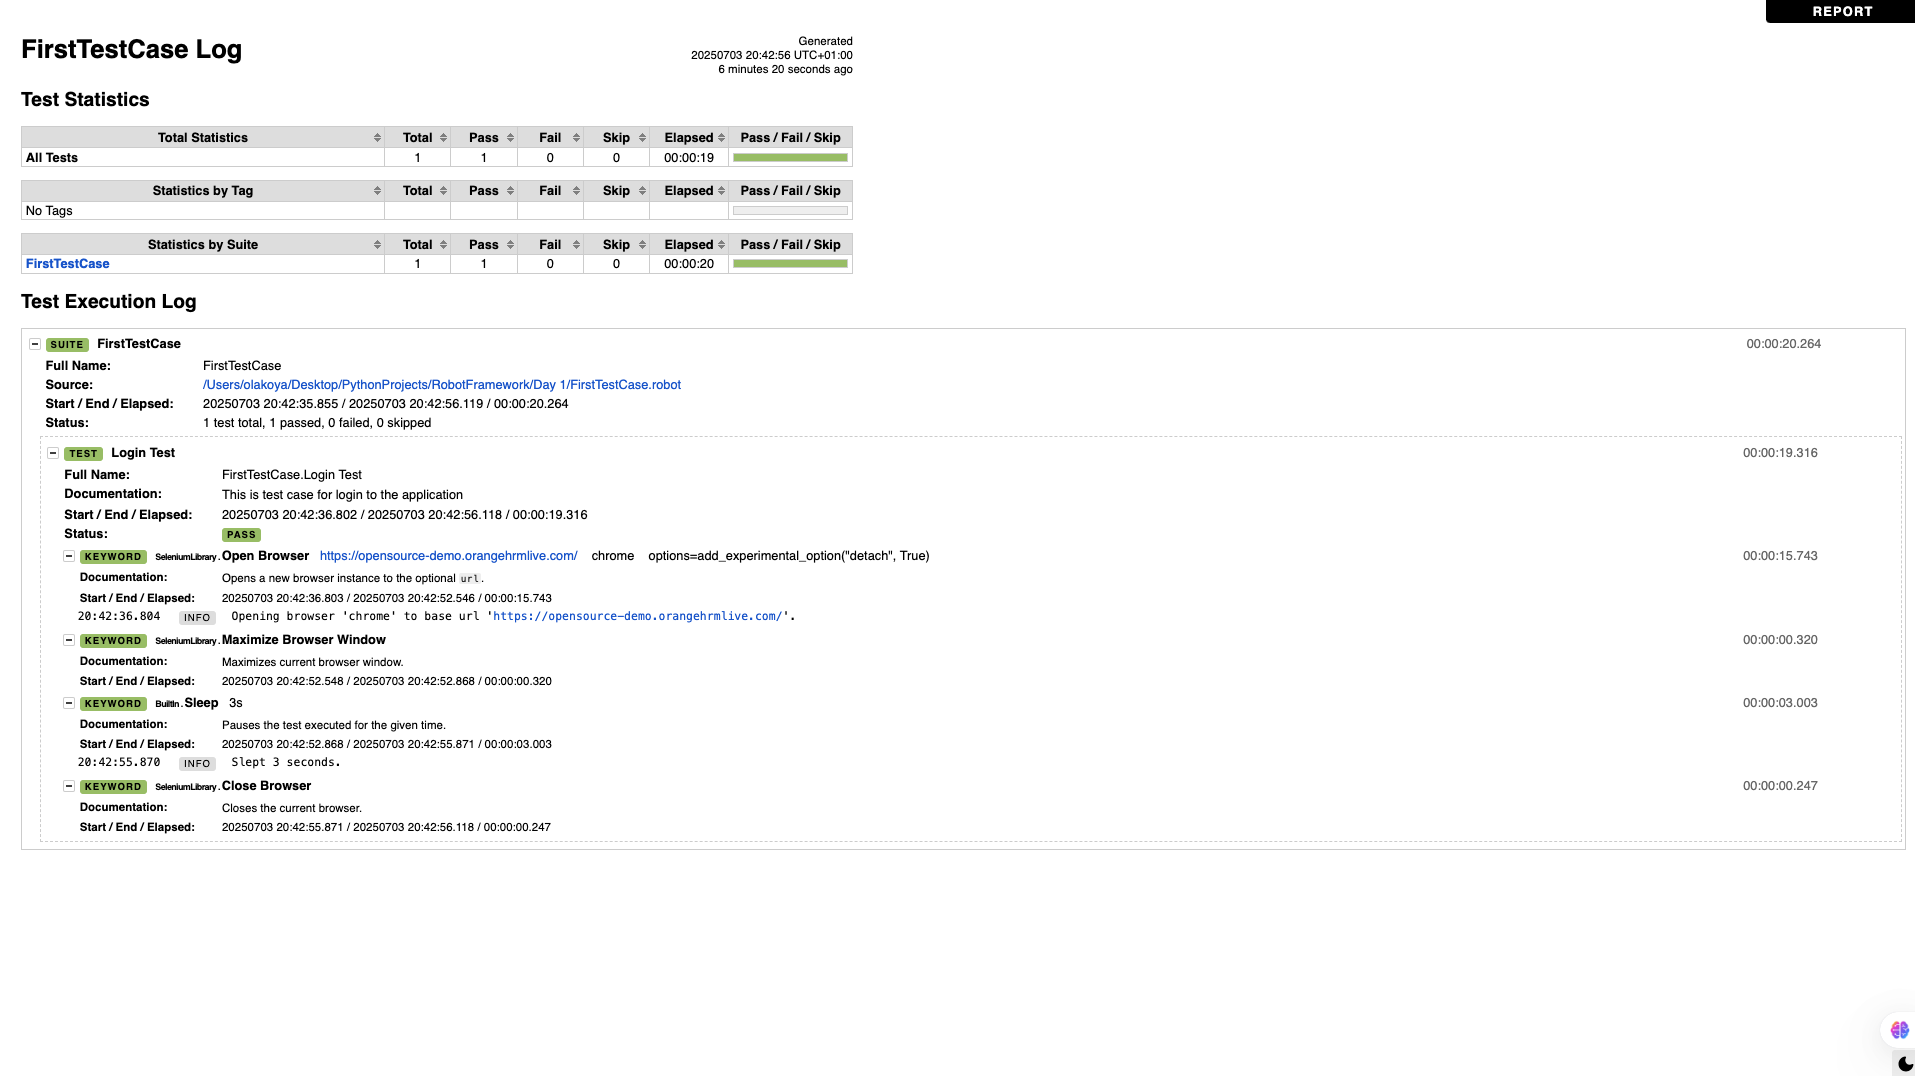 REPORT
FirstTestCase Log
Generated
20250703 20:42:56 UTC+01:00
6 minutes 20 seconds ago
Test Statistics
Total Statistics Total Pass Fail Skip Elapsed Pass / Fail / Skip
All Tests 1 1 0 0 00:00:19
Statistics by Tag Total Pass Fail Skip Elapsed Pass / Fail / Skip
No Tags
Statistics by Suite Total Pass Fail Skip Elapsed Pass / Fail / Skip
FirstTestCase 1 1 0 0 00:00:20
Test Execution Log
SUITE FirstTestCase 00:00:20.264
Full Name: FirstTestCase
Source: /Users/olakoya/Desktop/PythonProjects/RobotFramework/Day 1/FirstTestCase.robot
Start / End / Elapsed: 20250703 20:42:35.855 / 20250703 20:42:56.119 / 00:00:20.264
Status: 1 test total, 1 passed, 0 failed, 0 skipped
TEST Login Test 00:00:19.316
Full Name: FirstTestCase.Login Test
Documentation: This is test case for login to the application
Start / End / Elapsed: 20250703 20:42:36.802 / 20250703 20:42:56.118 / 00:00:19.316
Status: PASS
KEYWORD SeleniumLibrary.Open Browser https://opensource-demo.orangehrmlive.com/ chrome options=add_experimental_option("detach", True) 00:00:15.743
Documentation: Opens a new browser instance to the optional url.
Start / End / Elapsed: 20250703 20:42:36.803 / 20250703 20:42:52.546 / 00:00:15.743
20:42:36.804 INFO Opening browser 'chrome' to base url 'https://opensource-demo.orangehrmlive.com/'.
KEYWORD SeleniumLibrary.Maximize Browser Window 00:00:00.320
Documentation: Maximizes current browser window.
Start / End / Elapsed: 20250703 20:42:52.548 / 20250703 20:42:52.868 / 00:00:00.320
KEYWORD BuiltIn.Sleep 3s 00:00:03.003
Documentation: Pauses the test executed for the given time.
Start / End / Elapsed: 20250703 20:42:52.868 / 20250703 20:42:55.871 / 00:00:03.003
20:42:55.870 INFO Slept 3 seconds.
KEYWORD SeleniumLibrary.Close Browser 00:00:00.247
Documentation: Closes the current browser.
Start / End / Elapsed: 20250703 20:42:55.871 / 20250703 20:42:56.118 / 00:00:00.247